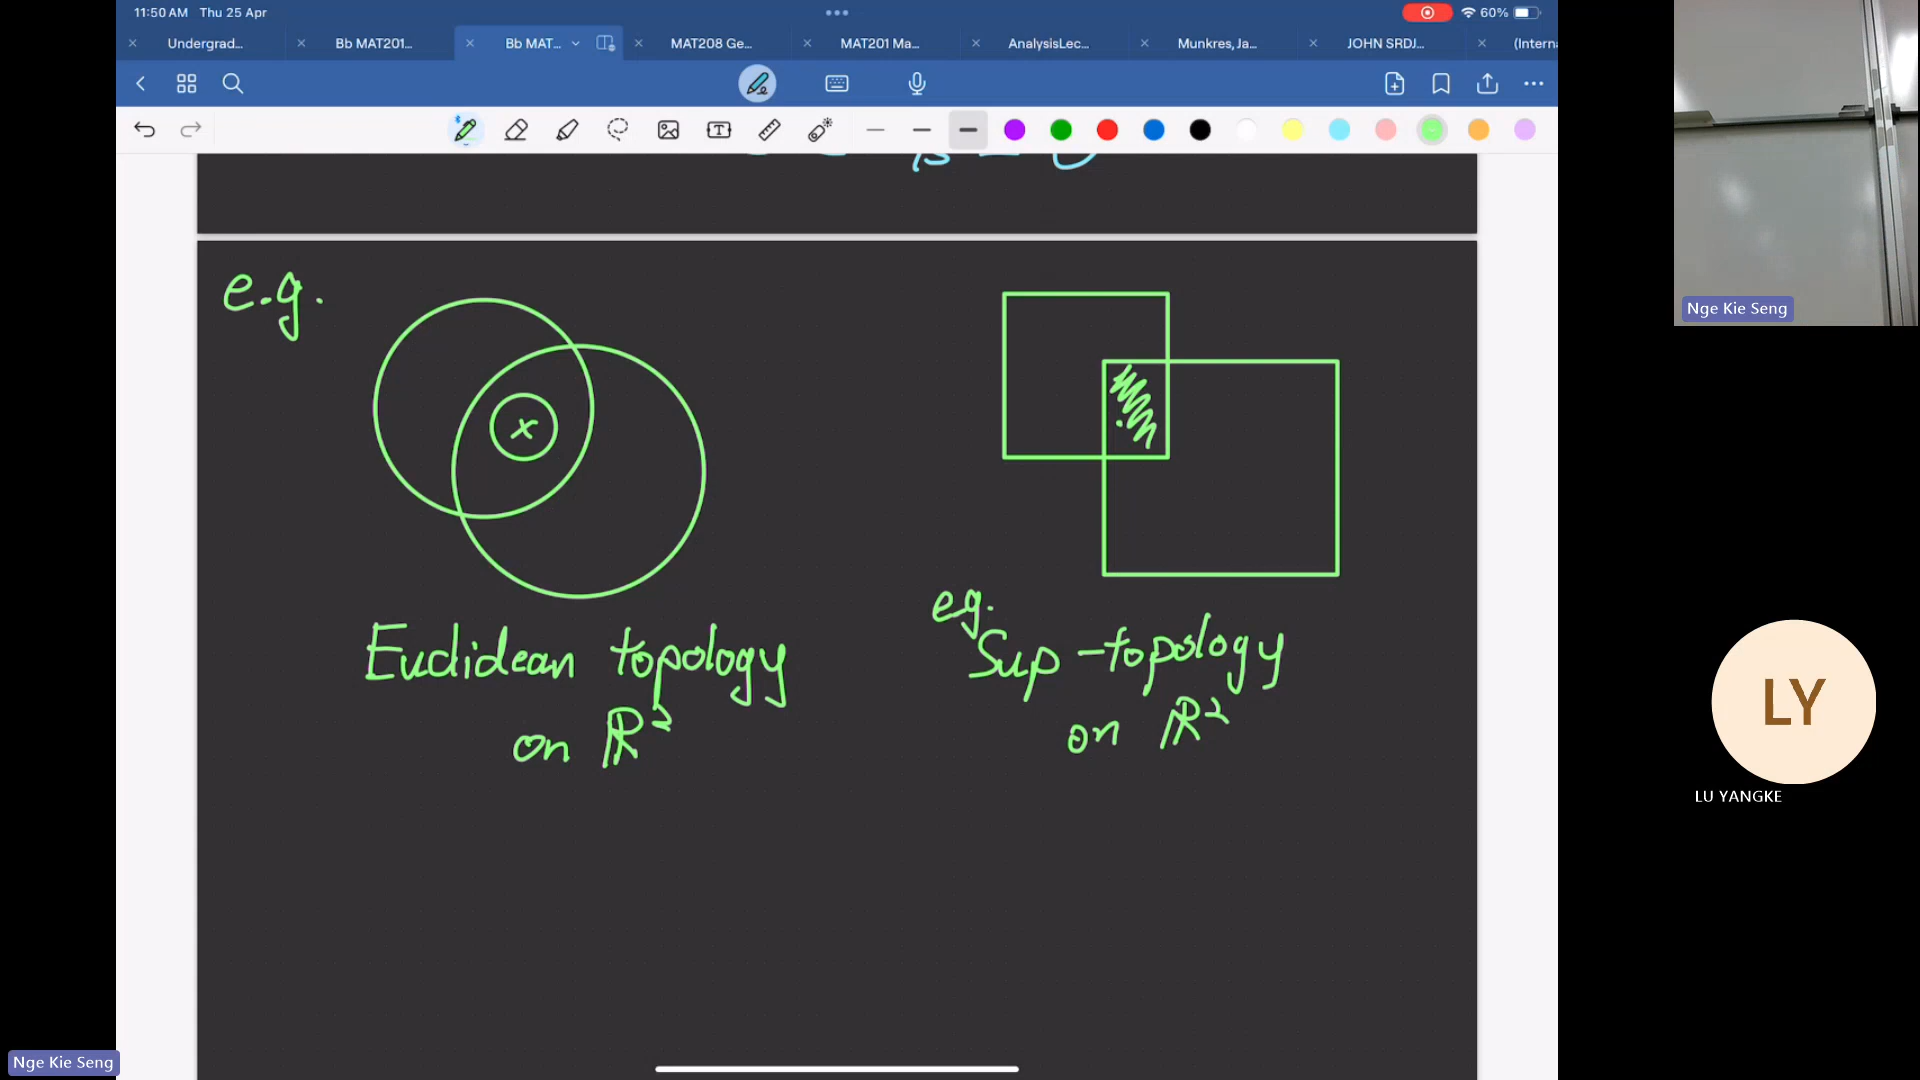 11:50 AM Thu 25 Apr
60%
Undergrad...
Bb MAT201...
Bb MAT...
MAT208 Ge...
MAT201 Ma...
AnalysisLec...
Munkres, Ja...
JOHN SRDJ...
(Intern
e.g.
x
Euclidean topology
on ℝ²
e.g.
Sup-topology
on ℝ²
Nge Kie Seng
LY
LU YANGKE
Nge Kie Seng